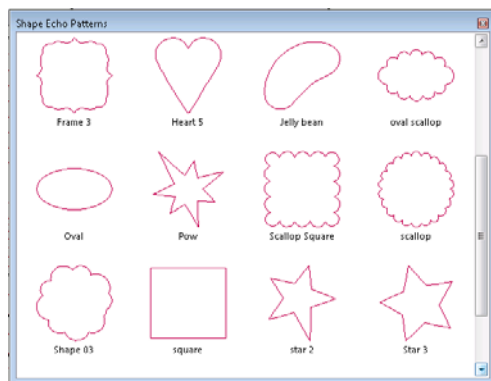 Shape Echo Patterns
Frame 3 Heart 5 Jelly bean oval scallop
Oval Pow Scallop Square scallop
Shape 03 square star 2 Star 3